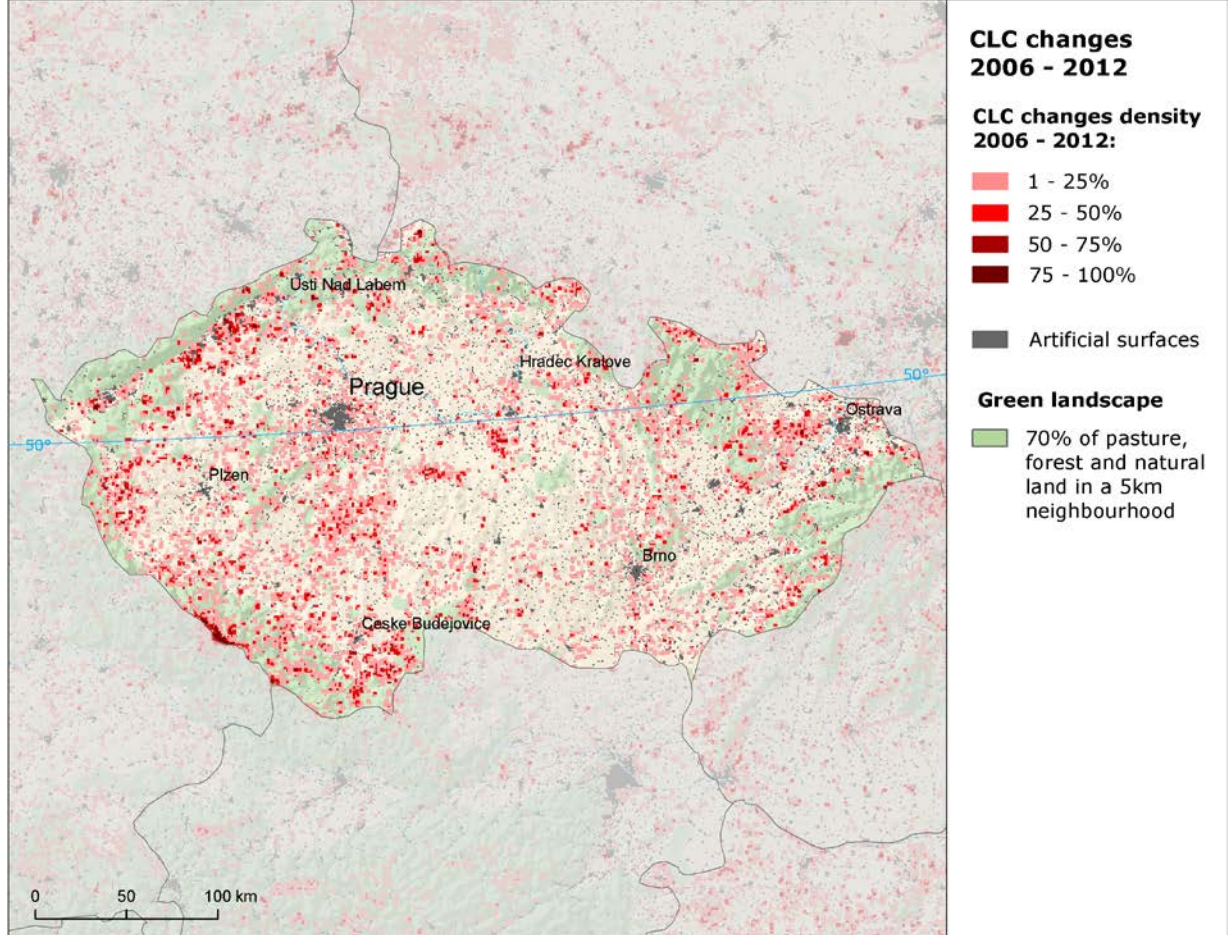 CLC changes
2006 - 2012
CLC changes density
2006 - 2012:
1 - 25%
25 - 50%
50 - 75%
75 - 100%
Artificial surfaces
Green landscape
70% of pasture,
forest and natural
land in a 5km
neighbourhood
Usti Nad Labem
Hradec Kralove
Prague
50°
Ostrava
50°
Plzen
Brno
Ceske Budejovice
0 50 100 km